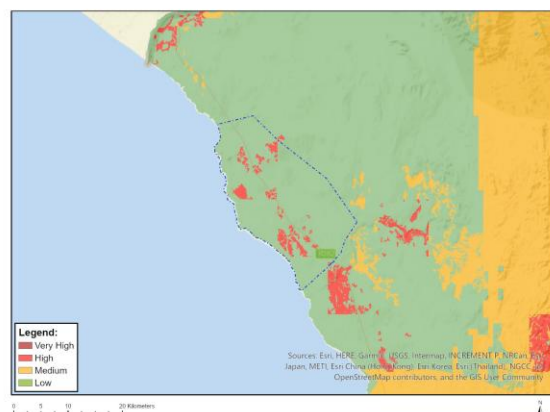 Legend:
Very High
High
Medium
Low
Sources: Esri, HERE, Garmin, USGS, Intermap, INCREMENT P, NRCan, Esri
Japan, METI, Esri China (Hong Kong), Esri Korea, Esri (Thailand), NGCC,
OpenStreetMap contributors, and the GIS User Community
0 5 10 20 Kilometers
N